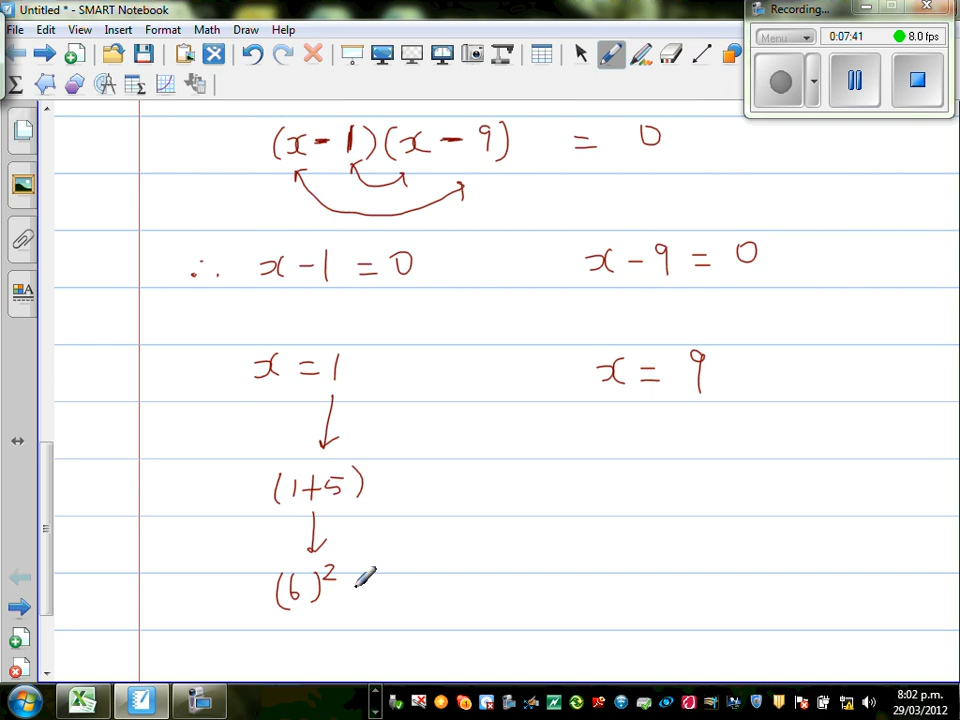 Untitled * - SMART Notebook
Recording...
File Edit View Insert Format Math Draw Help
Menu 0:07:41 8.0 fps
(x - 1)(x - 9) = 0
∴ x - 1 = 0 x - 9 = 0
x = 1 x = 9
(1+5)
(6)²
8:02 p.m.
29/03/2012